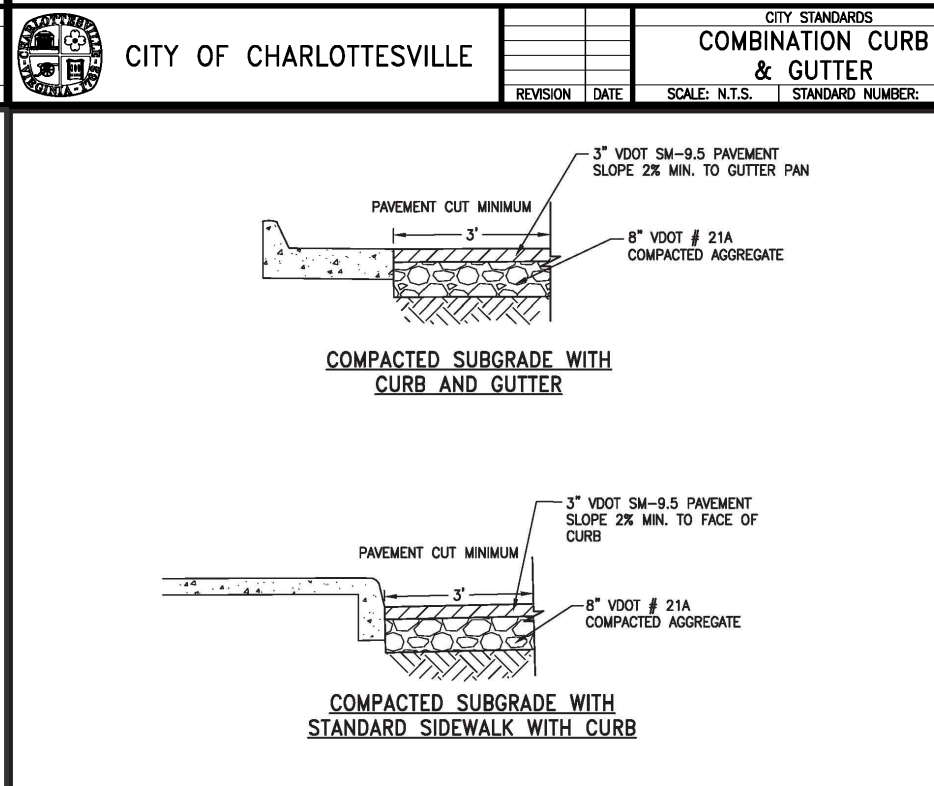 CHARLOTTESVILLE
VIRGINIA-1762
CITY OF CHARLOTTESVILLE
REVISION DATE
CITY STANDARDS
COMBINATION CURB
& GUTTER
SCALE: N.T.S. STANDARD NUMBER:
3" VDOT SM-9.5 PAVEMENT
SLOPE 2% MIN. TO GUTTER PAN
PAVEMENT CUT MINIMUM
3'
8" VDOT # 21A
COMPACTED AGGREGATE
COMPACTED SUBGRADE WITH
CURB AND GUTTER
3" VDOT SM-9.5 PAVEMENT
SLOPE 2% MIN. TO FACE OF
CURB
PAVEMENT CUT MINIMUM
3'
8" VDOT # 21A
COMPACTED AGGREGATE
COMPACTED SUBGRADE WITH
STANDARD SIDEWALK WITH CURB